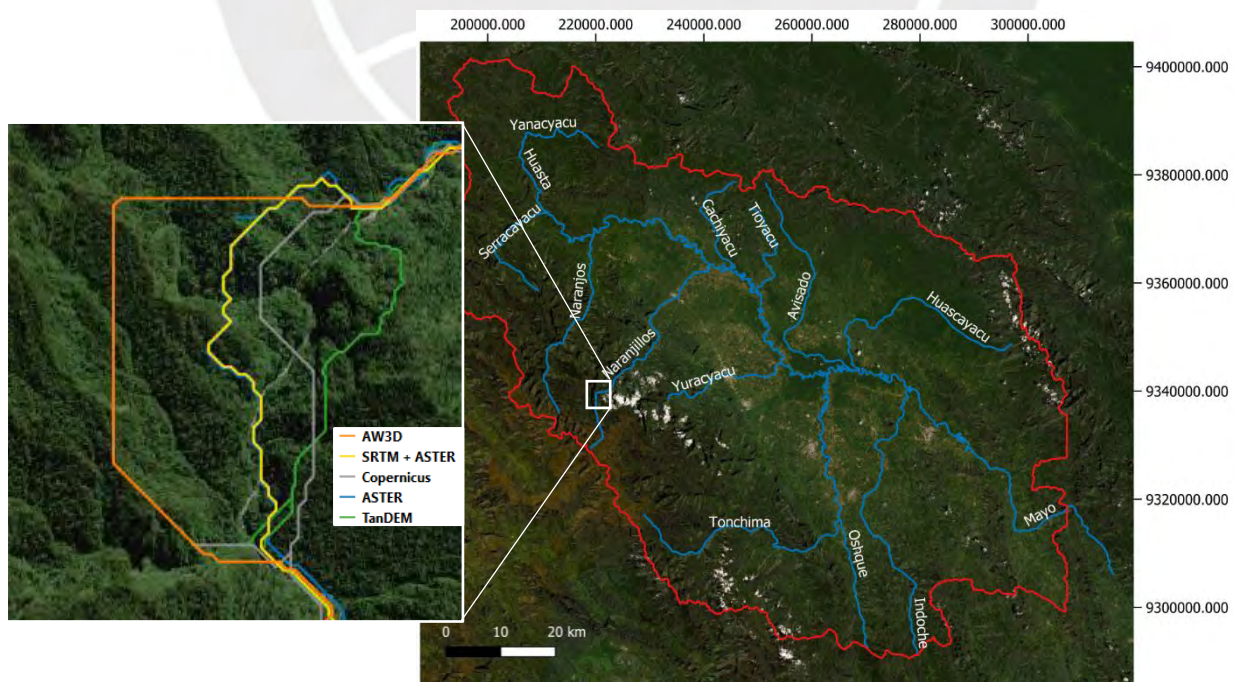 200000.000 220000.000 240000.000 260000.000 280000.000 300000.000
9400000.000
9380000.000
9360000.000
9340000.000
9320000.000
9300000.000
Yanacyacu
Huasta
Serracayacu
Naranjos
Cachiyacu
Tioyacu
Avisado
Huascayacu
Naranjillos
Yuracyacu
Tonchima
Oshque
Indoche
Mayo
AW3D
SRTM + ASTER
Copernicus
ASTER
TanDEM
0 10 20 km